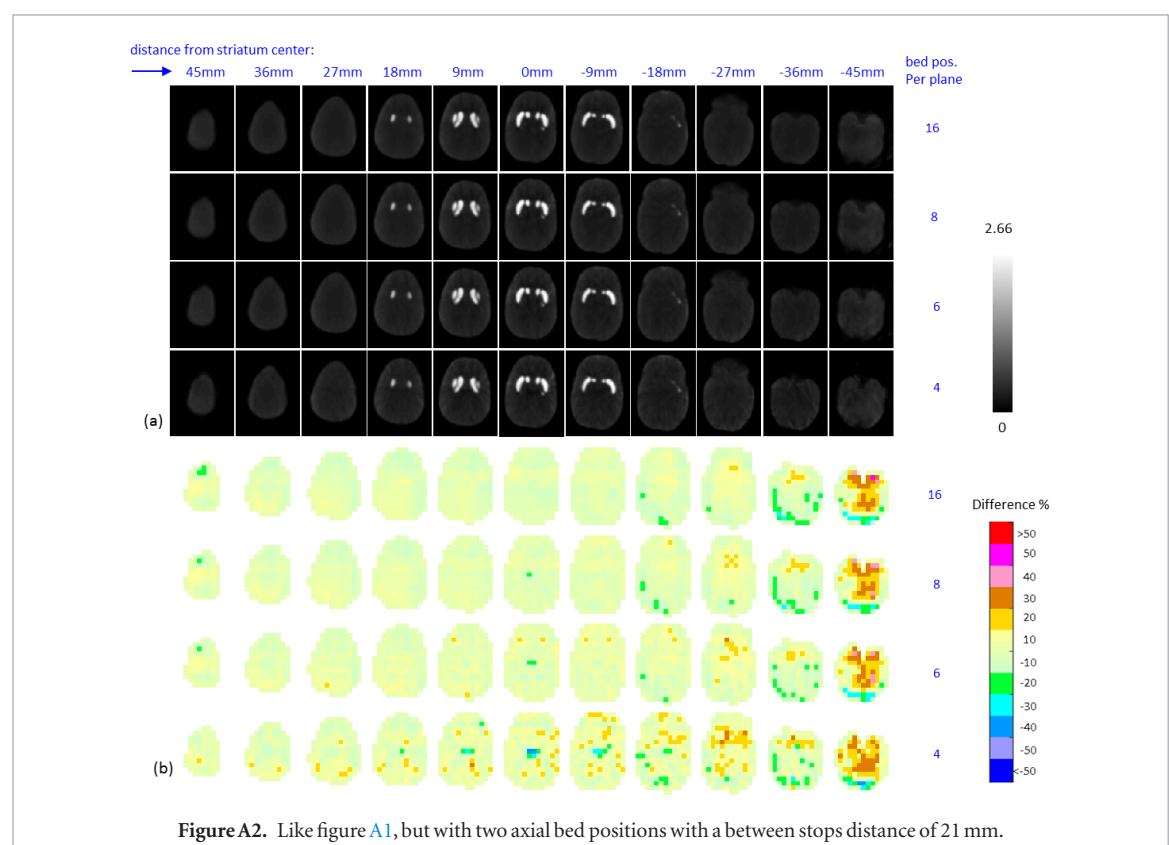 distance from striatum center:
45mm 36mm 27mm 18mm 9mm 0mm -9mm -18mm -27mm -36mm -45mm
bed pos.
Per plane
16
8
6
4
(a)
2.66
0
16
8
6
4
(b)
Difference %
>50
50
40
30
20
10
-10
-20
-30
-40
-50
<-50
Figure A2. Like figure A1, but with two axial bed positions with a between stops distance of 21 mm.